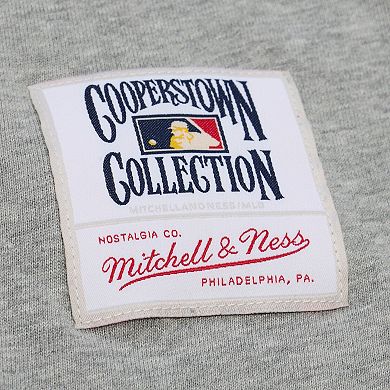 COOPERSTOWN
COLLECTION
MITCHELLANDNESS/MLB
NOSTALGIA CO.
Mitchell & Ness
PHILADELPHIA, PA.